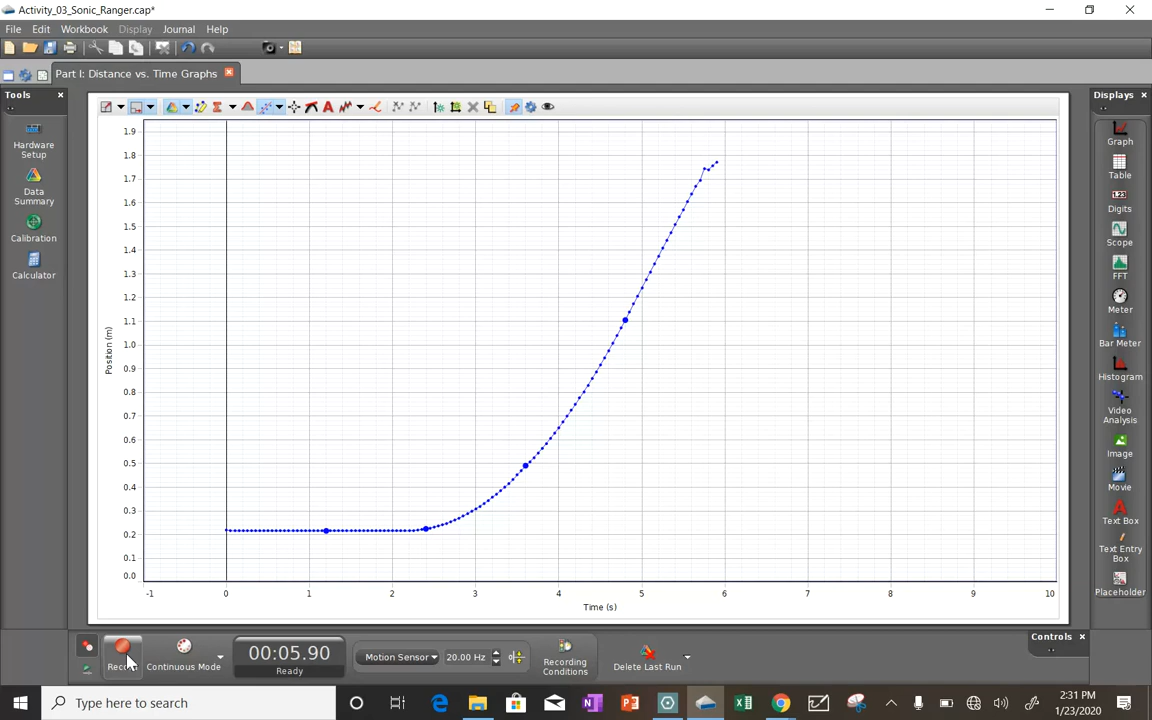 Activity_03_Sonic_Ranger.cap*
File Edit Workbook Display Journal Help
Part I: Distance vs. Time Graphs
Tools
Hardware
Setup
Data
Summary
Calibration
Calculator
1.9
1.8
1.7
1.6
1.5
1.4
1.3
1.2
1.1
1.0
0.9
0.8
0.7
0.6
0.5
0.4
0.3
0.2
0.1
0.0
Position (m)
-1 0 1 2 3 4 5 6 7 8 9 10
Time (s)
Displays
Graph
Table
1.23
Digits
Scope
FFT
Meter
Bar Meter
Histogram
Video
Analysis
Image
Movie
Text Box
Text Entry
Box
Placeholder
Record
Continuous Mode
00:05.90
Ready
Motion Sensor
20.00 Hz
Recording
Conditions
Delete Last Run
Controls
Type here to search
2:31 PM
1/23/2020